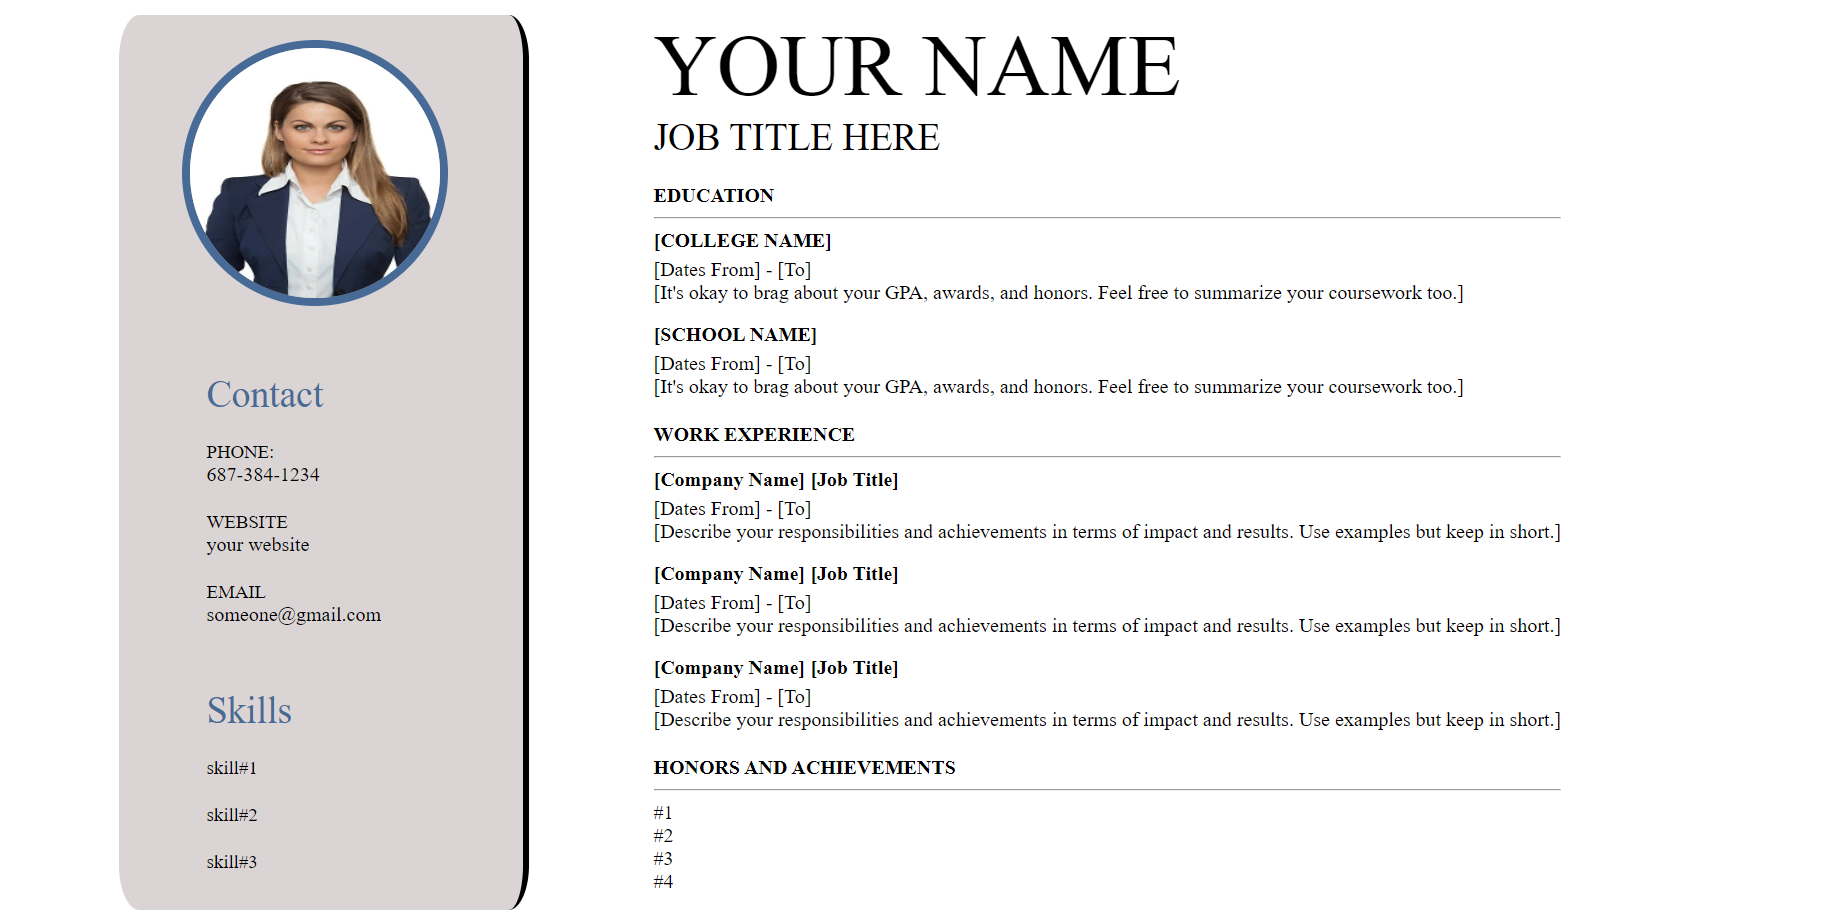 Contact
PHONE:
687-384-1234
WEBSITE
your website
EMAIL
someone@gmail.com
Skills
skill#1
skill#2
skill#3
YOUR NAME
JOB TITLE HERE
EDUCATION
[COLLEGE NAME]
[Dates From] - [To]
[It's okay to brag about your GPA, awards, and honors. Feel free to summarize your coursework too.]
[SCHOOL NAME]
[Dates From] - [To]
[It's okay to brag about your GPA, awards, and honors. Feel free to summarize your coursework too.]
WORK EXPERIENCE
[Company Name] [Job Title]
[Dates From] - [To]
[Describe your responsibilities and achievements in terms of impact and results. Use examples but keep in short.]
[Company Name] [Job Title]
[Dates From] - [To]
[Describe your responsibilities and achievements in terms of impact and results. Use examples but keep in short.]
[Company Name] [Job Title]
[Dates From] - [To]
[Describe your responsibilities and achievements in terms of impact and results. Use examples but keep in short.]
HONORS AND ACHIEVEMENTS
#1
#2
#3
#4